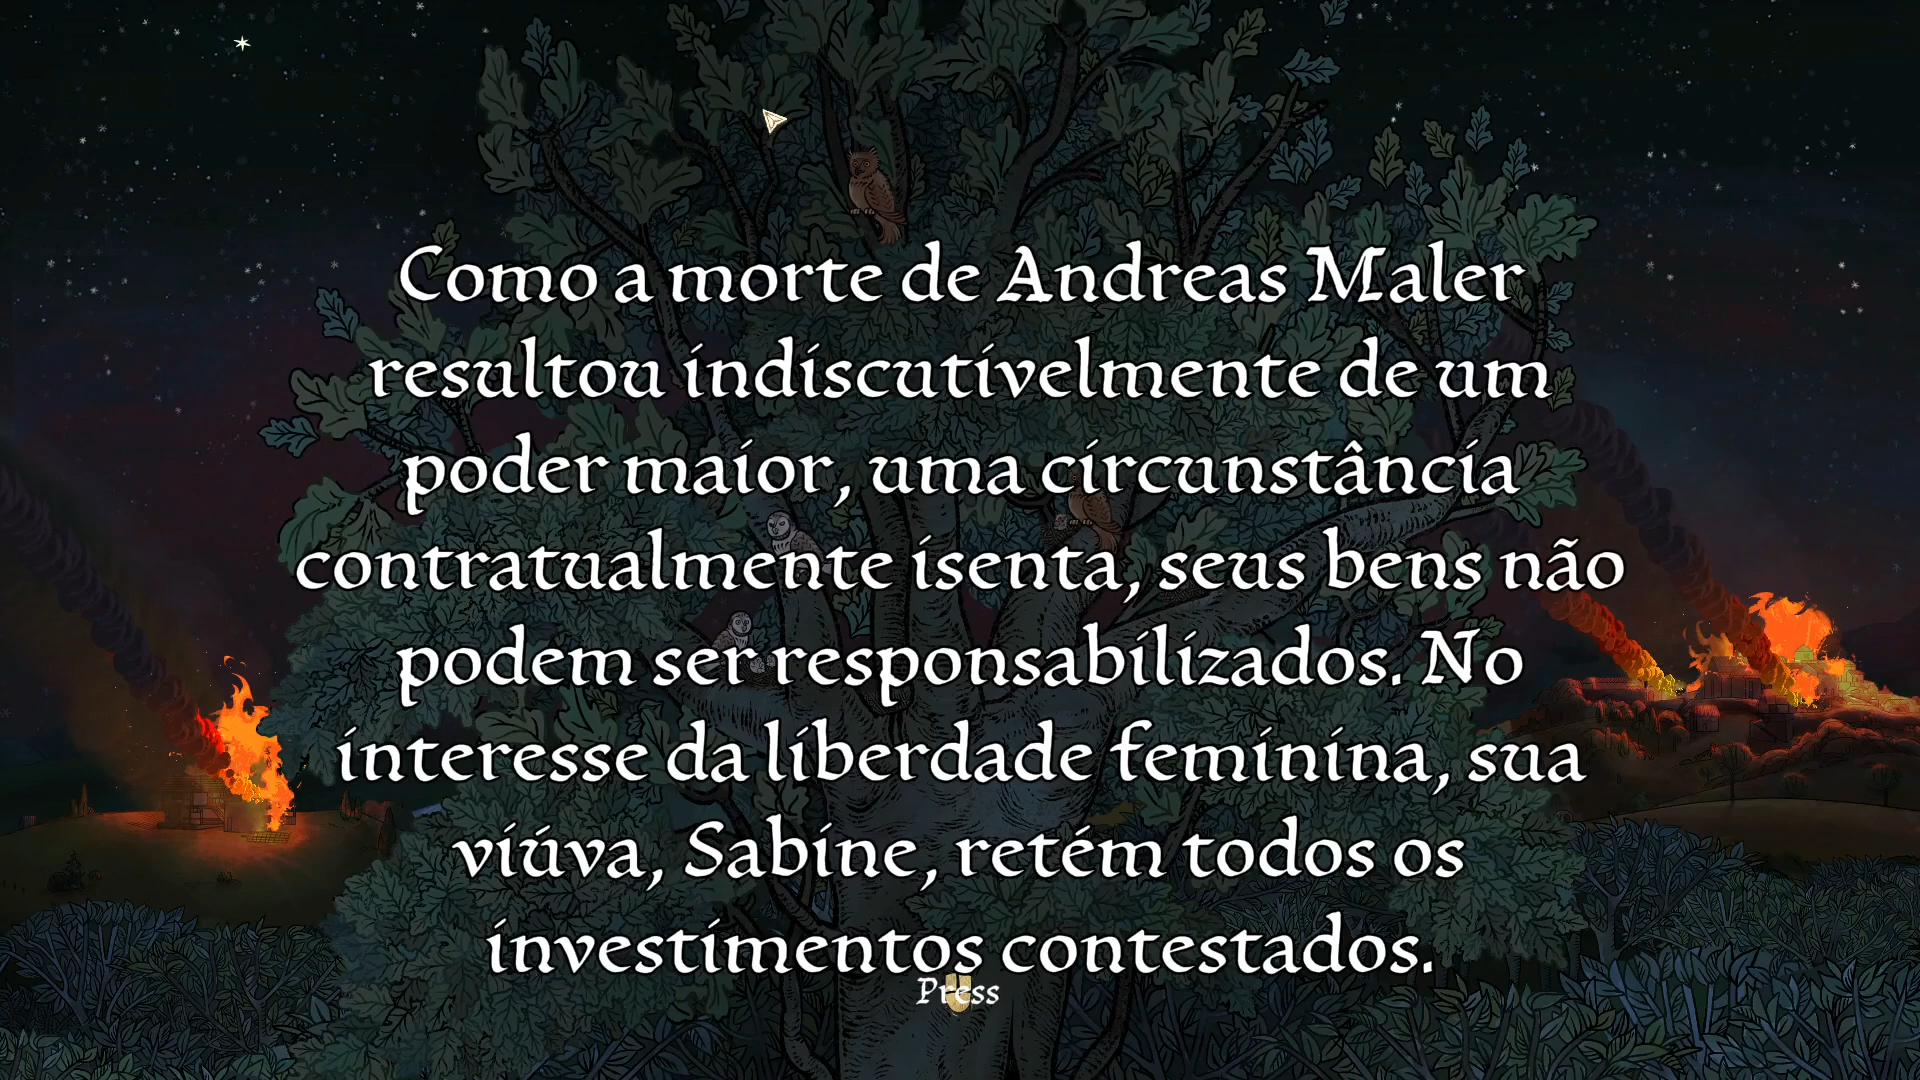 Como a morte de Andreas Maler
resultou indiscutivelmente de um
poder maior, uma circunstância
contratualmente isenta, seus bens não
podem ser responsabilizados. No
interesse da liberdade feminina, sua
viúva, Sabine, retém todos os
investimentos contestados.
Press